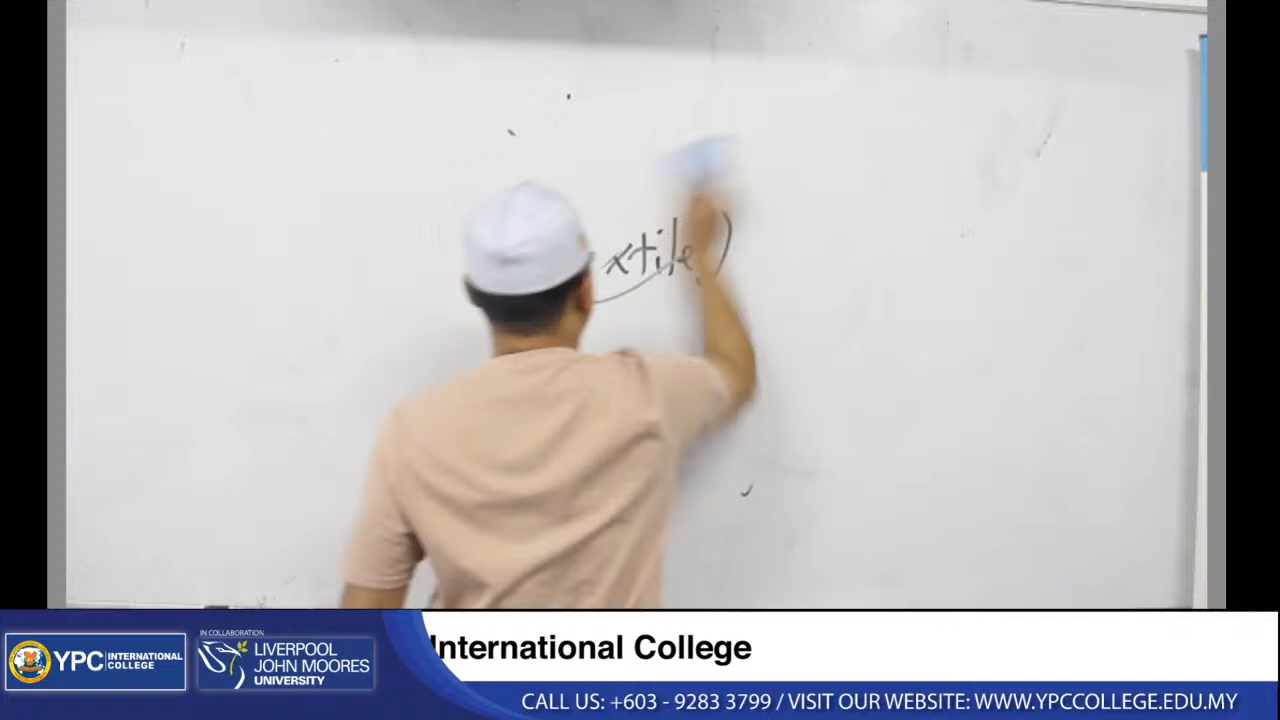 xtile)
YPC INTERNATIONAL COLLEGE
IN COLLABORATION
LIVERPOOL JOHN MOORES UNIVERSITY
International College
CALL US: +603 - 9283 3799 / VISIT OUR WEBSITE: WWW.YPCCOLLEGE.EDU.MY